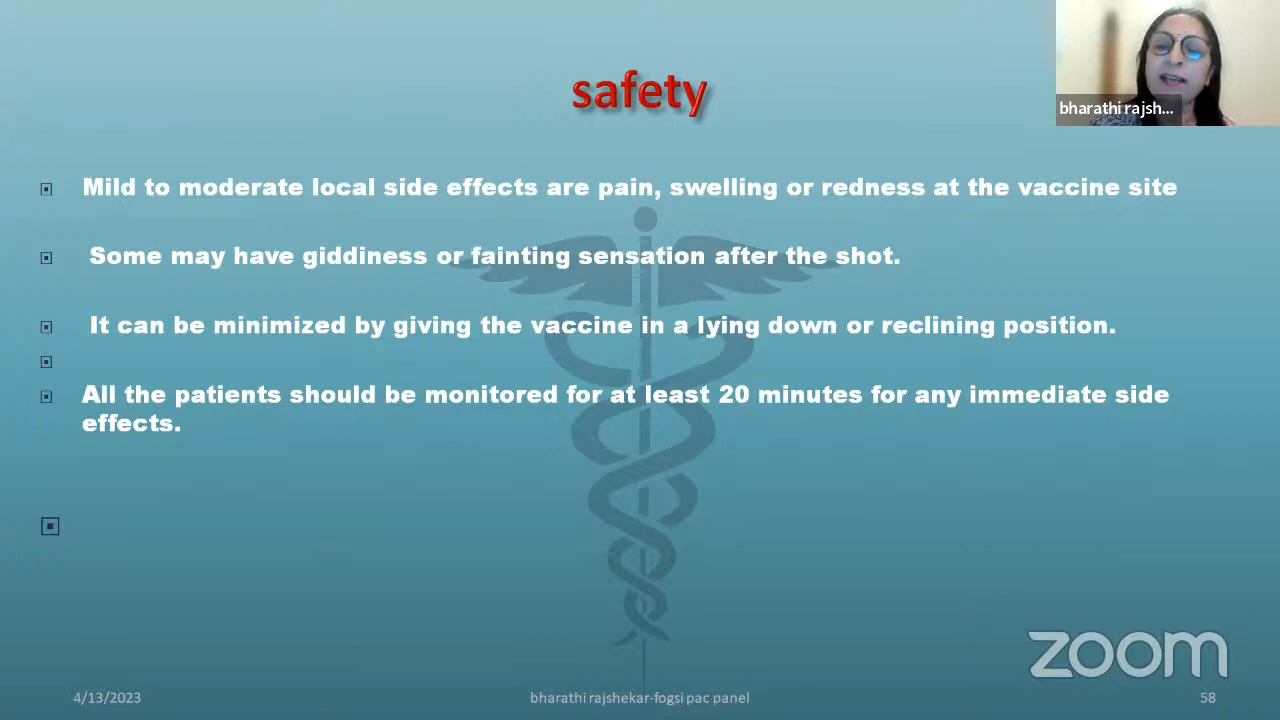 safety
bharathi rajsh...
Mild to moderate local side effects are pain, swelling or redness at the vaccine site
Some may have giddiness or fainting sensation after the shot.
It can be minimized by giving the vaccine in a lying down or reclining position.
All the patients should be monitored for at least 20 minutes for any immediate side
effects.
zoom
4/13/2023
bharathi rajshekar-fogsi pac panel
58